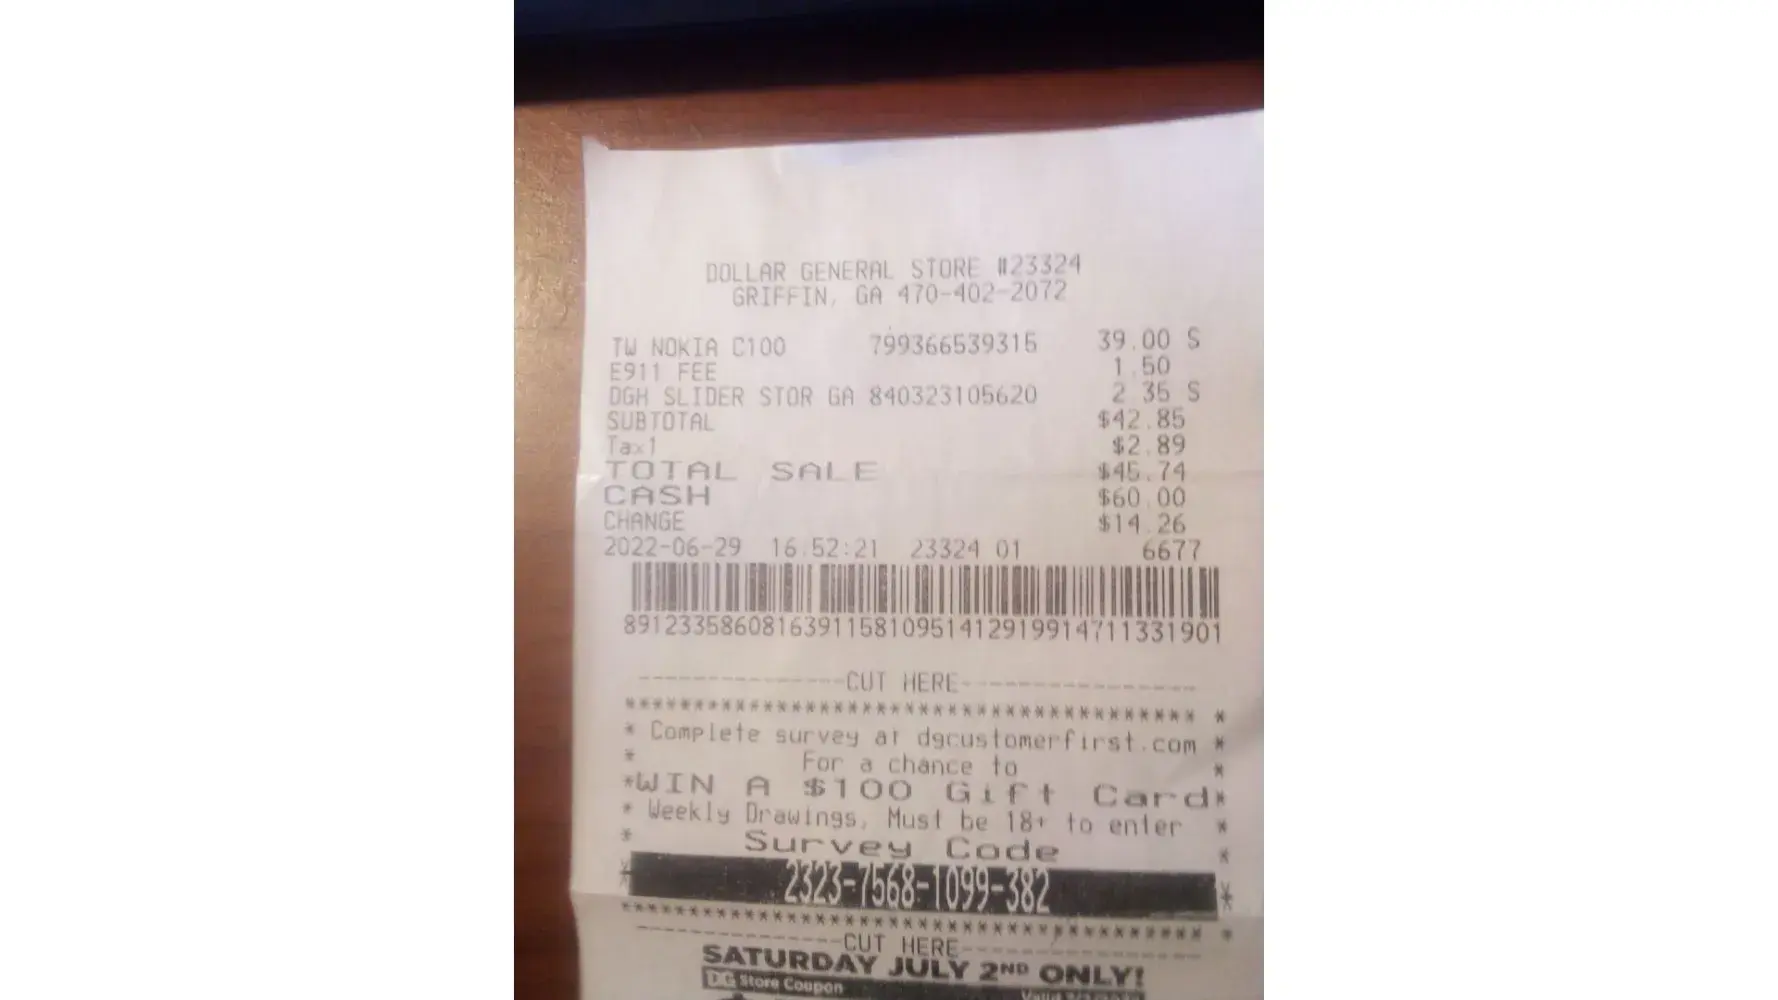 DOLLAR GENERAL STORE #23324
GRIFFIN, GA 470-402-2072
TW NOKIA C100 799366539315 39.00 S
E911 FEE 1.50
DGH SLIDER STOR GA 840323105620 2.35 S
SUBTOTAL $42.85
Tax1 $2.89
TOTAL SALE $45.74
CASH $60.00
CHANGE $14.26
2022-06-29 16:52:21 23324 01 6677
891233586081639115810951412919914711331901
CUT HERE
* Complete survey at dgcustomerfirst.com *
* For a chance to *
*WIN A $100 Gift Card*
* Weekly Drawings, Must be 18+ to enter *
* Survey Code *
* 2323-7568-1099-382 *
CUT HERE
SATURDAY JULY 2ND ONLY!
DG Store Coupon